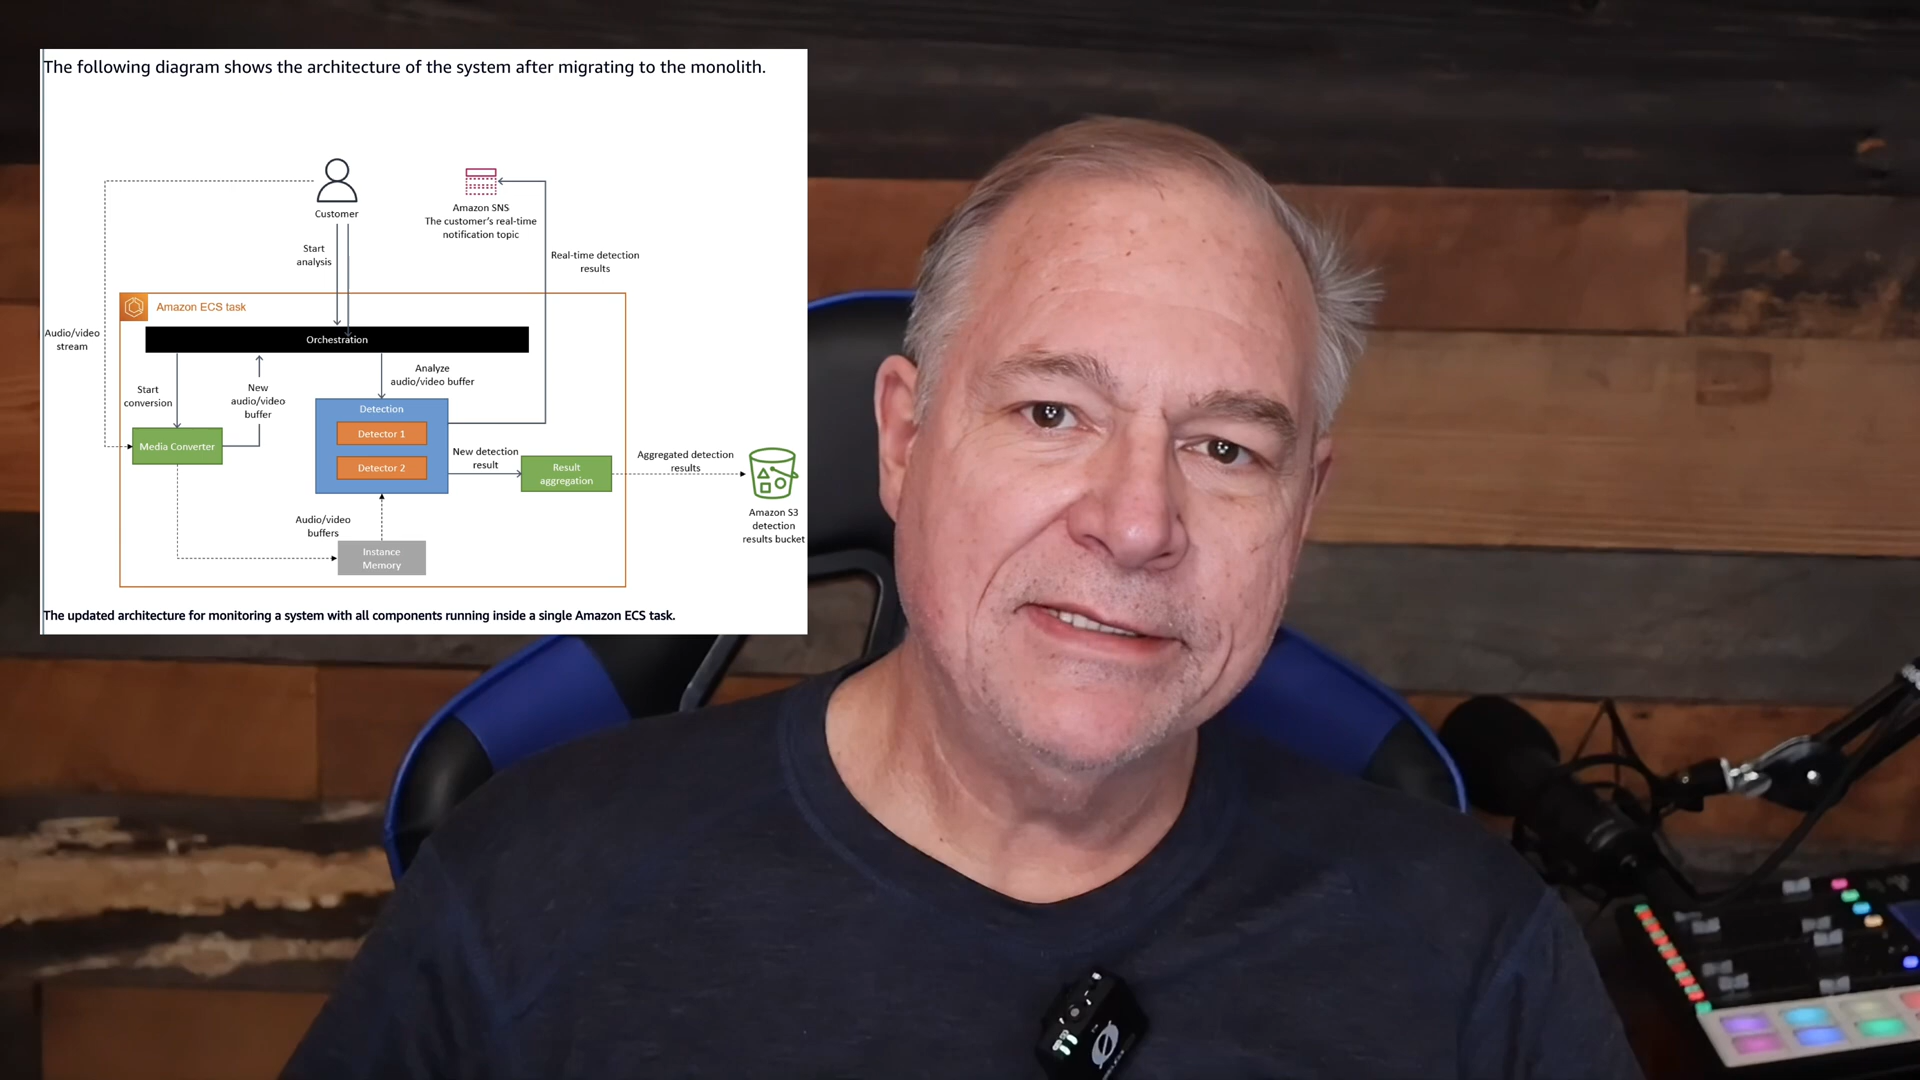 The following diagram shows the architecture of the system after migrating to the monolith.
Customer
Amazon SNS
The customer's real-time
notification topic
Start
analysis
Real-time detection
results
Amazon ECS task
Audio/video
stream
Orchestration
Start
conversion
New
audio/video
buffer
Analyze
audio/video buffer
Detection
Detector 1
Detector 2
Media Converter
New detection
result
Result
aggregation
Aggregated detection
results
Amazon S3
detection
results bucket
Audio/video
buffers
Instance
Memory
The updated architecture for monitoring a system with all components running inside a single Amazon ECS task.